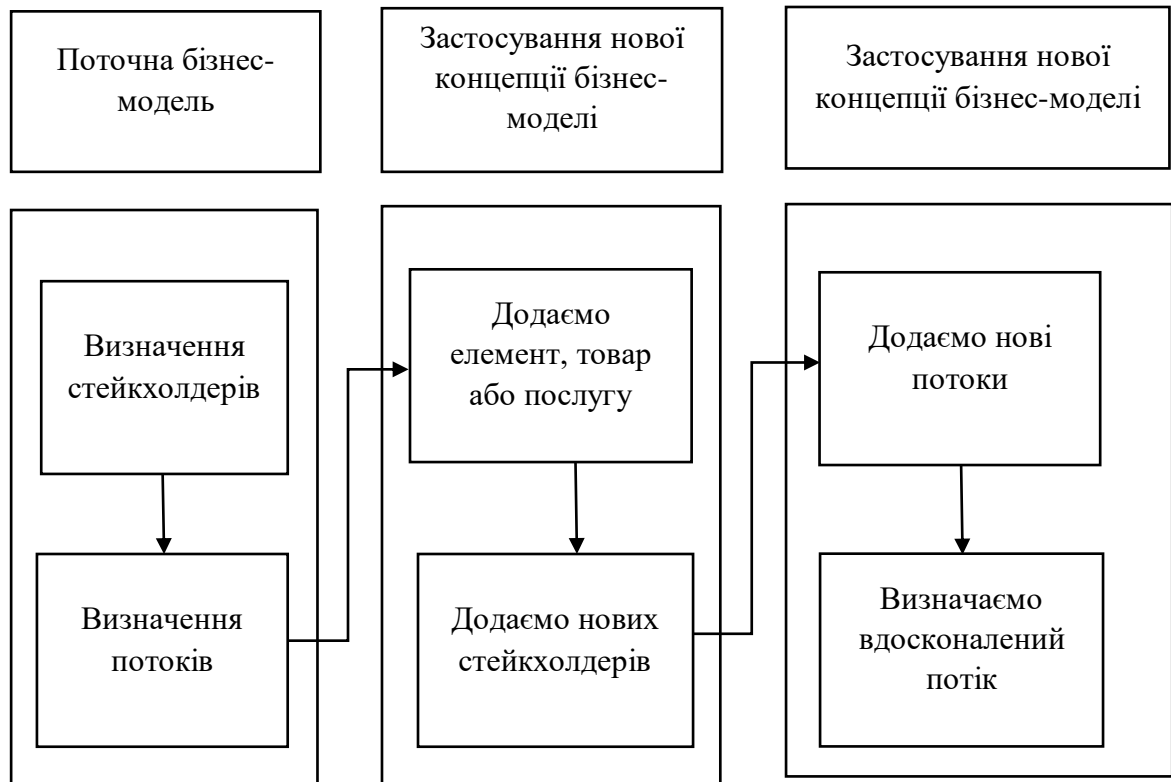 Поточна бізнес-
модель
Застосування нової
концепції бізнес-
моделі
Застосування нової
концепції бізнес-моделі
Визначення
стейкхолдерів
Визначення
потоків
Додаємо
елемент, товар
або послугу
Додаємо нових
стейкхолдерів
Додаємо нові
потоки
Визначаємо
вдосконалений
потік